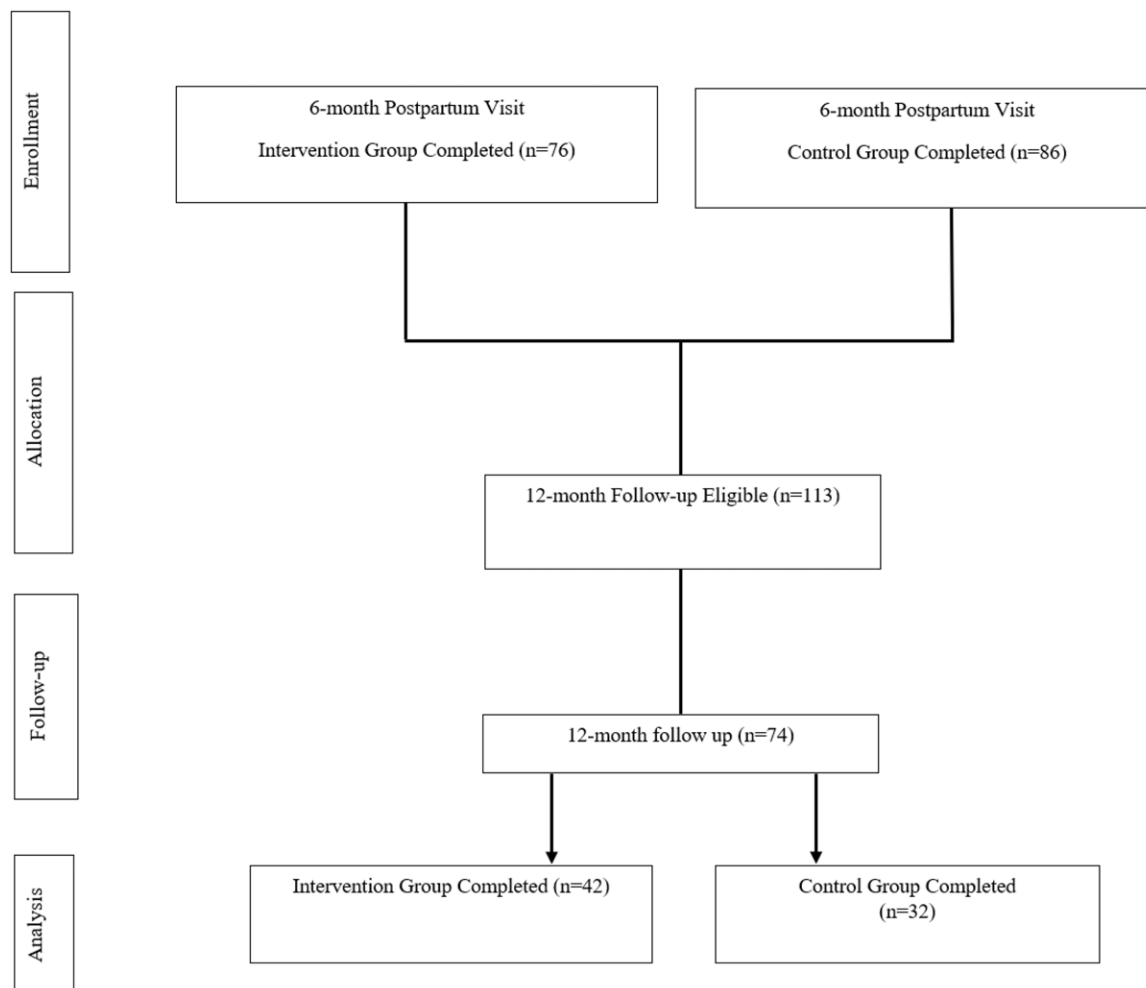 Enrollment
6-month Postpartum Visit
Intervention Group Completed (n=76)
6-month Postpartum Visit
Control Group Completed (n=86)
Allocation
12-month Follow-up Eligible (n=113)
Follow-up
12-month follow up (n=74)
Analysis
Intervention Group Completed (n=42)
Control Group Completed
(n=32)